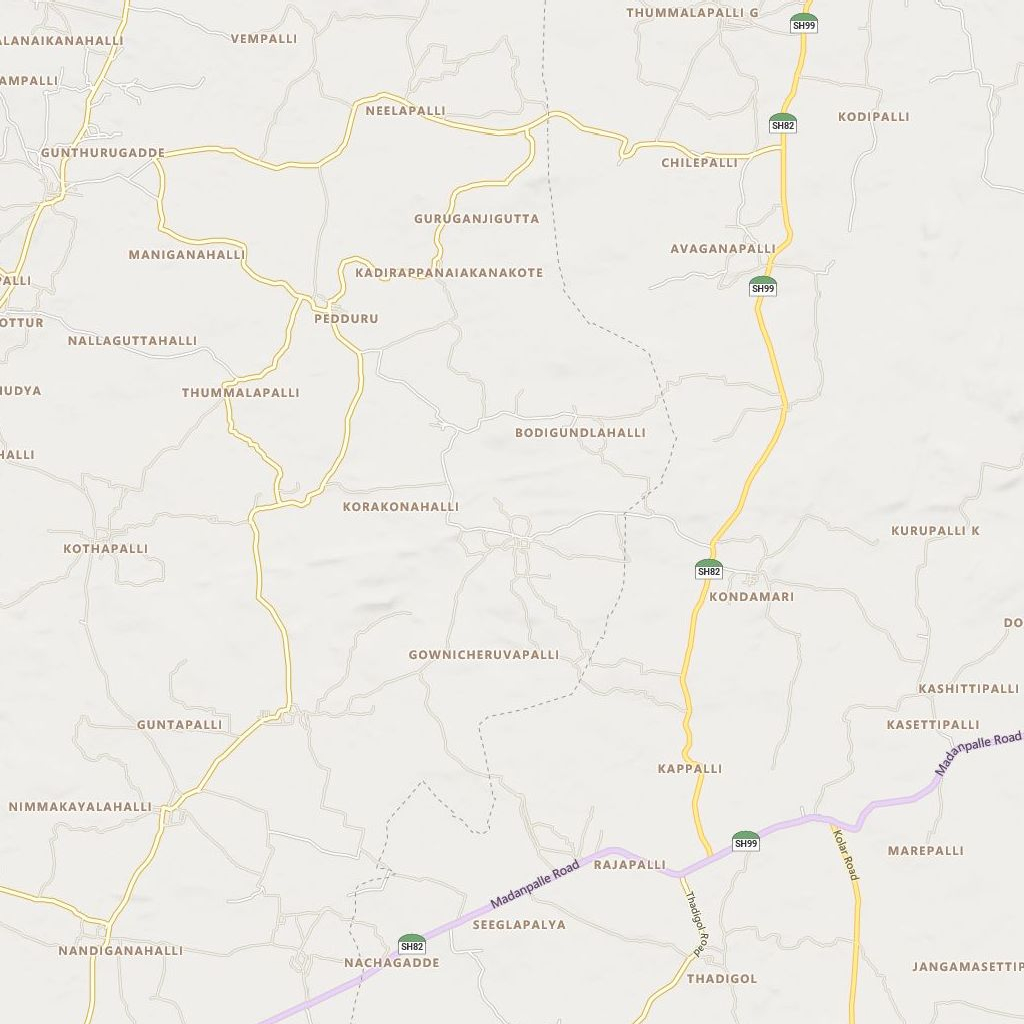 THUMMALAPALLI G
SH99
ALANAIKANAHALLI
VEMPALLI
AMPALLI
NEELAPALLI
KODIPALLI
SH82
GUNTHURUGADDE
CHILEPALLI
GURUGANJIGUTTA
AVAGANAPALLI
MANIGANAHALLI
KADIRAPPANAIAKANAKOTE
PALLI
SH99
PEDDURU
OTTUR
NALLAGUTTAHALLI
HUDYA
THUMMALAPALLI
BODIGUNDLAHALLI
HALLI
KORAKONAHALLI
KURUPALLI K
KOTHAPALLI
SH82
KONDAMARI
DO
GOWNICHERUVAPALLI
KASHITTIPALLI
GUNTAPALLI
KASETTIPALLI
Madanpalle Road
KAPPALLI
NIMMAKAYALAHALLI
SH99
Kolar Road
MAREPALLI
RAJAPALLI
Madanpalle Road
Thadigol Road
SEEGLAPALYA
SH82
NANDIGANAHALLI
NACHAGADDE
JANGAMASETTIP
THADIGOL